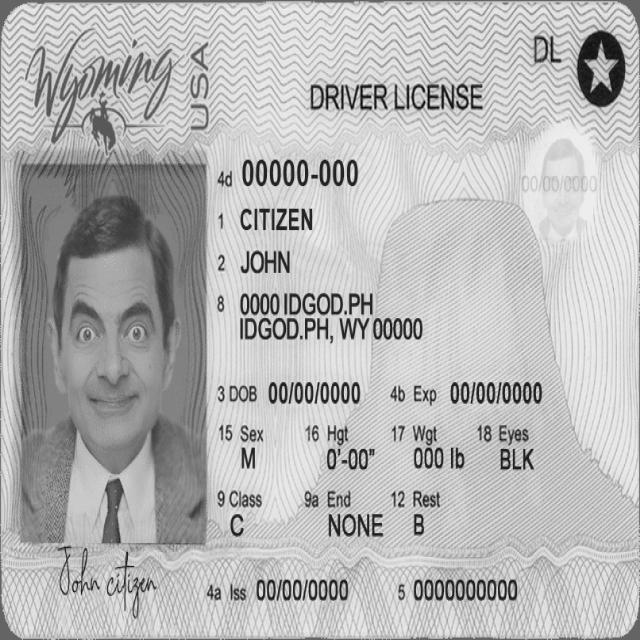 Wyoming USA
DL
DRIVER LICENSE
4d 00000-000
00/00/0000
1 CITIZEN
2 JOHN
8 0000 IDGOD.PH
IDGOD.PH, WY 00000
3 DOB 00/00/0000 4b Exp 00/00/0000
15 Sex 16 Hgt 17 Wgt 18 Eyes
M 0'-00" 000 lb BLK
9 Class 9a End 12 Rest
C NONE B
John citizen
4a Iss 00/00/0000 5 0000000000